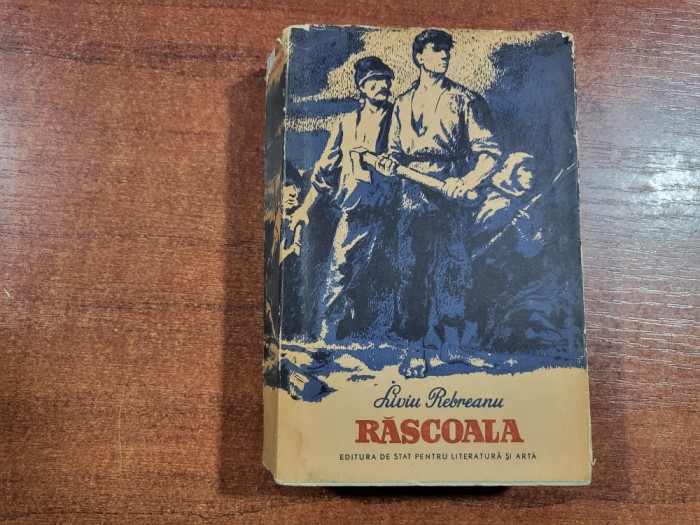 Liviu Rebreanu
RĂSCOALA
EDITURA DE STAT PENTRU LITERATURĂ ȘI ARTĂ